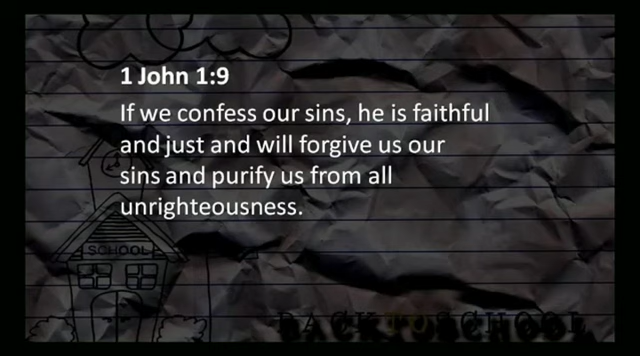 1 John 1:9
If we confess our sins, he is faithful
and just and will forgive us our
sins and purify us from all
unrighteousness.
SCHOOL
BACK TO SCHOOL